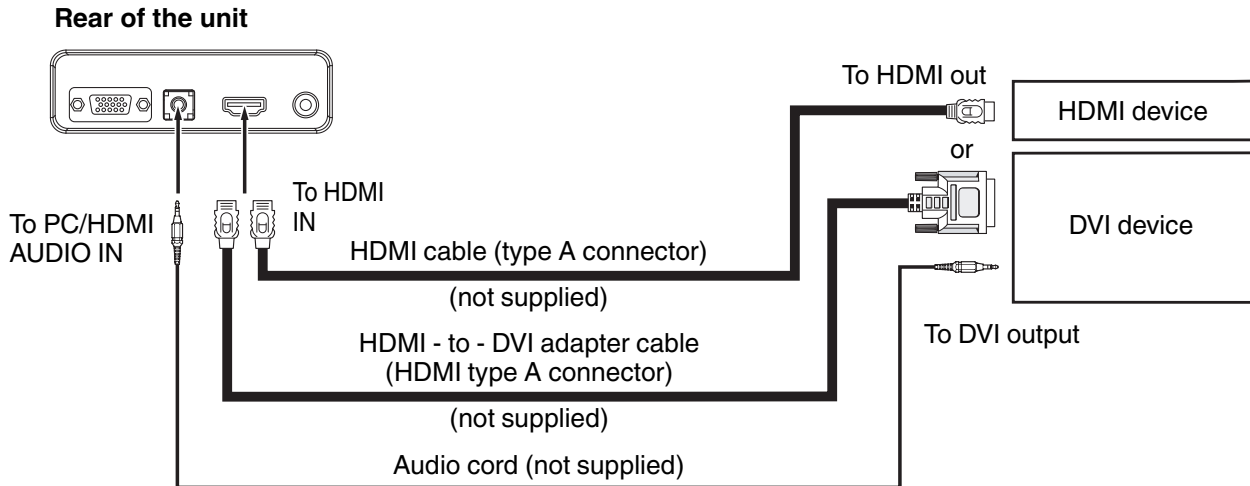 Rear of the unit
To HDMI out
HDMI device
or
To HDMI
IN
To PC/HDMI
AUDIO IN
DVI device
HDMI cable (type A connector)
(not supplied)
To DVI output
HDMI - to - DVI adapter cable
(HDMI type A connector)
(not supplied)
Audio cord (not supplied)